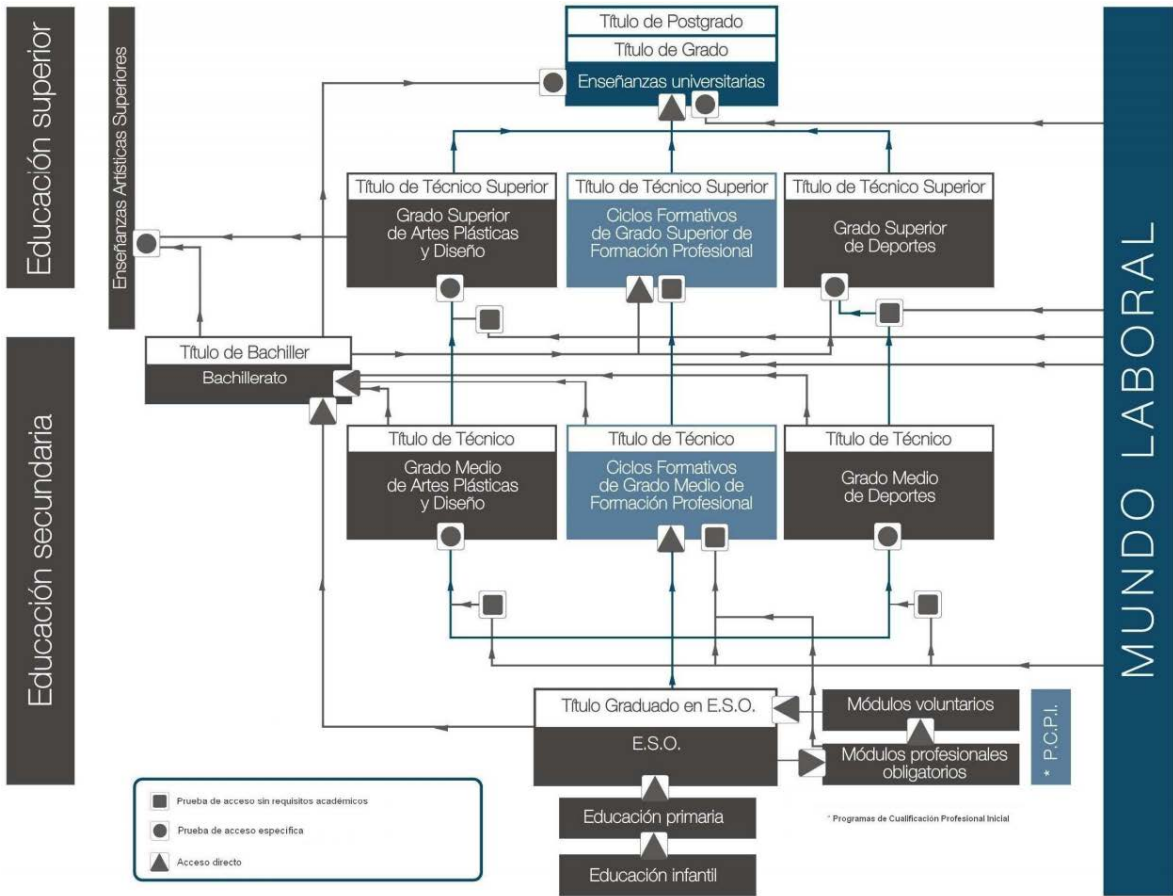 Educación superior
Enseñanzas Artísticas Superiores
Título de Postgrado
Título de Grado
Enseñanzas universitarias
Título de Técnico Superior
Grado Superior
de Artes Plásticas
y Diseño
Título de Técnico Superior
Ciclos Formativos
de Grado Superior de
Formación Profesional
Título de Técnico Superior
Grado Superior
de Deportes
MUNDO LABORAL
Educación secundaria
Título de Bachiller
Bachillerato
Título de Técnico
Grado Medio
de Artes Plásticas
y Diseño
Título de Técnico
Ciclos Formativos
de Grado Medio de
Formación Profesional
Título de Técnico
Grado Medio
de Deportes
Título Graduado en E.S.O.
E.S.O.
Módulos voluntarios
Módulos profesionales
obligatorios
* P.C.P.I.
Educación primaria
Educación infantil
* Programas de Cualificación Profesional Inicial
Prueba de acceso sin requisitos académicos
Prueba de acceso específica
Acceso directo